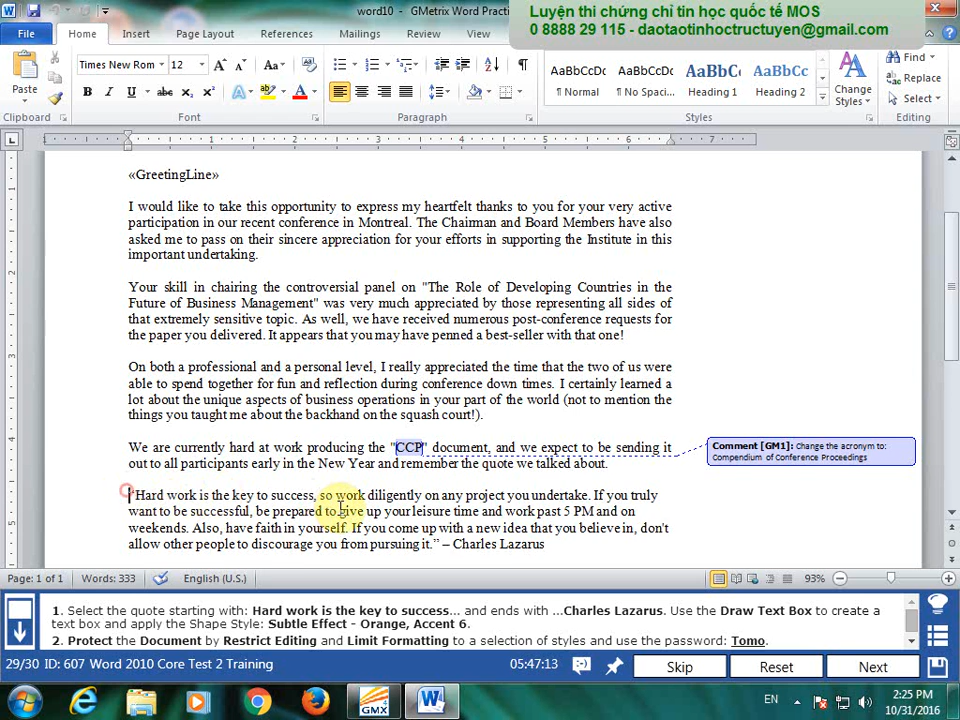 word10 - GMetrix Word Practi
Luyện thi chứng chỉ tin học quốc tế MOS
0 8888 29 115 - daotaotinhoctructuyen@gmail.com
File Home Insert Page Layout References Mailings Review View
Times New Rom 12 Aa
AaBbCcDc AaBbCcDc AaBbC AaBbCc
Find
Replace
Select
Paste
B I U abc x₂ x²
¶ Normal ¶ No Spaci... Heading 1 Heading 2 Change Styles
Clipboard Font Paragraph Styles Editing
«GreetingLine»
I would like to take this opportunity to express my heartfelt thanks to you for your very active
participation in our recent conference in Montreal. The Chairman and Board Members have also
asked me to pass on their sincere appreciation for your efforts in supporting the Institute in this
important undertaking.
Your skill in chairing the controversial panel on "The Role of Developing Countries in the
Future of Business Management" was very much appreciated by those representing all sides of
that extremely sensitive topic. As well, we have received numerous post-conference requests for
the paper you delivered. It appears that you may have penned a best-seller with that one!
On both a professional and a personal level, I really appreciated the time that the two of us were
able to spend together for fun and reflection during conference down times. I certainly learned a
lot about the unique aspects of business operations in your part of the world (not to mention the
things you taught me about the backhand on the squash court!).
We are currently hard at work producing the "CCP" document, and we expect to be sending it
out to all participants early in the New Year and remember the quote we talked about.
Comment [GM1]: Change the acronym to:
Compendium of Conference Proceedings
"Hard work is the key to success, so work diligently on any project you undertake. If you truly
want to be successful, be prepared to give up your leisure time and work past 5 PM and on
weekends. Also, have faith in yourself. If you come up with a new idea that you believe in, don't
allow other people to discourage you from pursuing it.” – Charles Lazarus
Page: 1 of 1 Words: 333 English (U.S.) 93%
1. Select the quote starting with: Hard work is the key to success... and ends with ...Charles Lazarus. Use the Draw Text Box to create a
text box and apply the Shape Style: Subtle Effect - Orange, Accent 6.
2. Protect the Document by Restrict Editing and Limit Formatting to a selection of styles and use the password: Tomo.
29/30 ID: 607 Word 2010 Core Test 2 Training 05:47:13 Skip Reset Next
GMX
EN
2:25 PM
10/31/2016